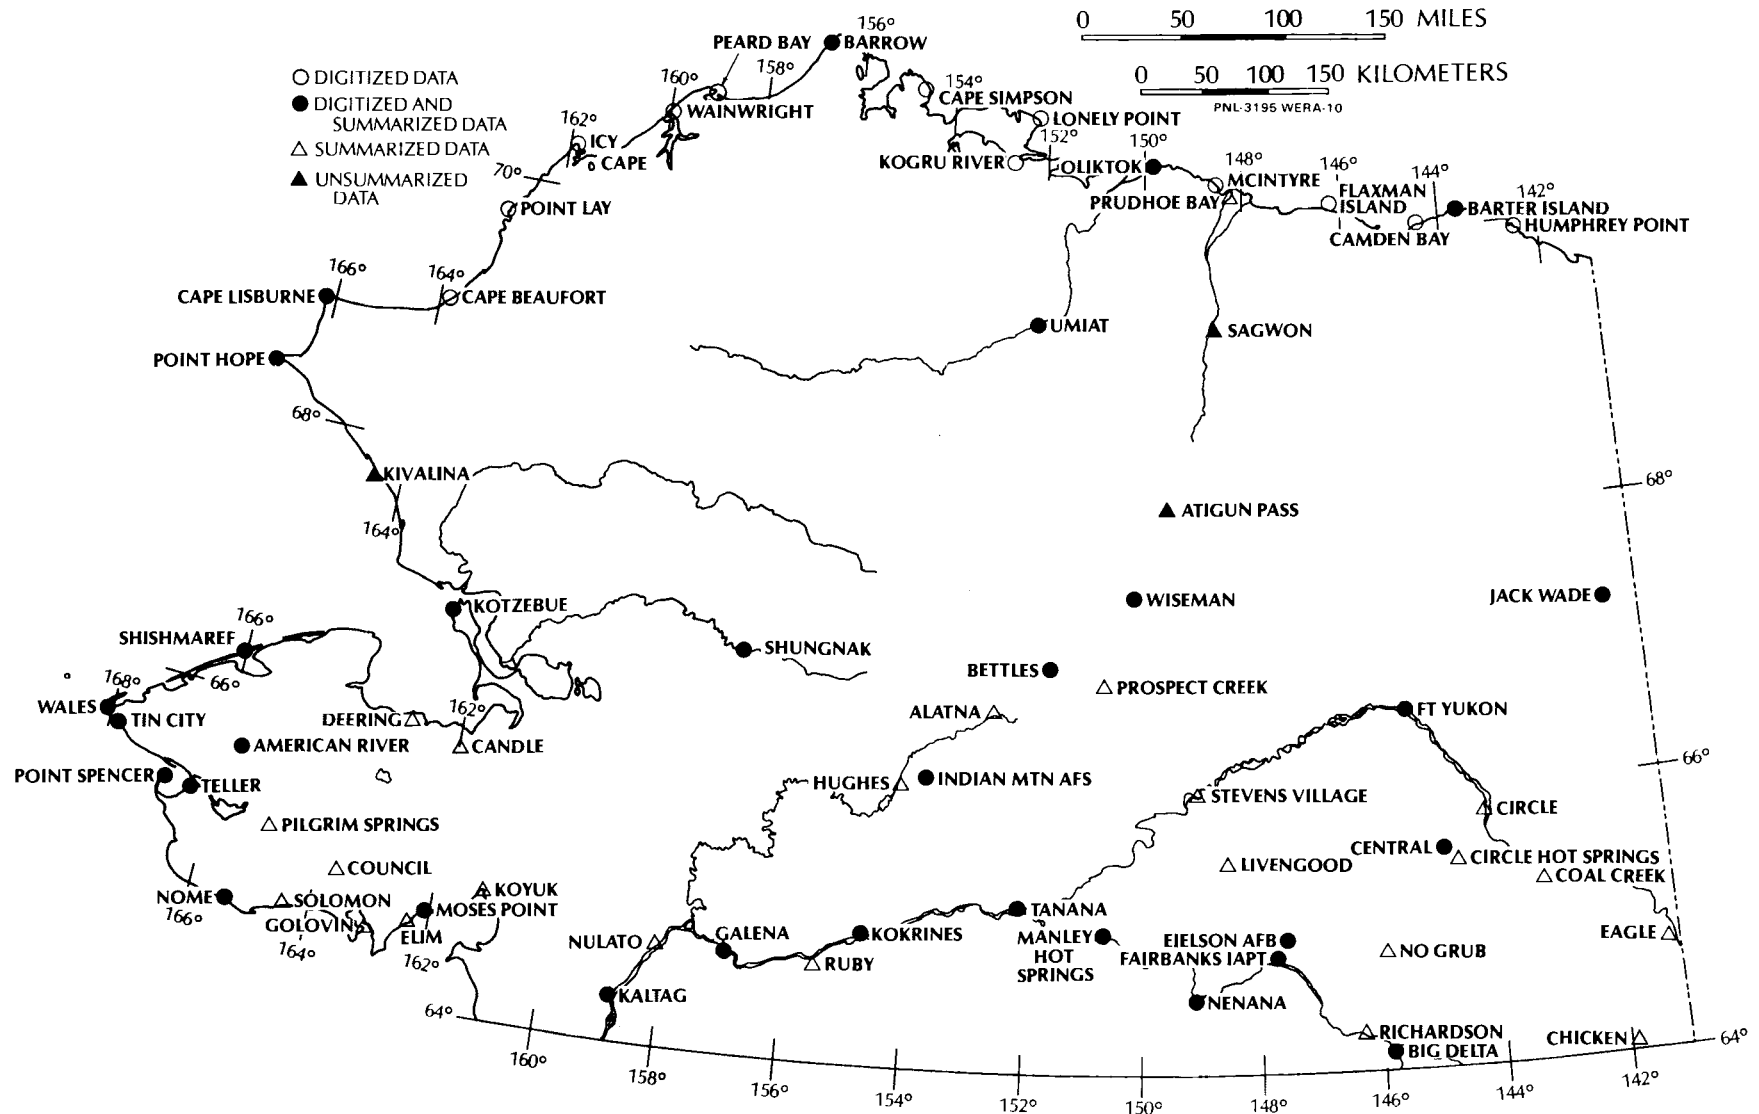 0 50 100 150 MILES
0 50 100 150 KILOMETERS
PNL-3195 WERA-10
DIGITIZED DATA
DIGITIZED AND
SUMMARIZED DATA
SUMMARIZED DATA
UNSUMMARIZED
DATA
156°
PEARD BAY
BARROW
158°
160°
WAINWRIGHT
154°
CAPE SIMPSON
LONELY POINT
162°
ICY
CAPE
152°
150°
KOGRU RIVER
OLIKTOK
148°
146°
144°
142°
70°
MCINTYRE
PRUDHOE BAY
FLAXMAN
ISLAND
BARTER ISLAND
CAMDEN BAY
HUMPHREY POINT
POINT LAY
166°
164°
CAPE LISBURNE
CAPE BEAUFORT
UMIAT
SAGWON
POINT HOPE
68°
KIVALINA
68°
164°
ATIGUN PASS
KOTZEBUE
WISEMAN
JACK WADE
166°
SHISHMAREF
SHUNGNAK
BETTLES
168°
66°
PROSPECT CREEK
WALES
TIN CITY
DEERING
162°
ALATNA
FT YUKON
AMERICAN RIVER
CANDLE
66°
POINT SPENCER
TELLER
HUGHES
INDIAN MTN AFS
STEVENS VILLAGE
CIRCLE
PILGRIM SPRINGS
CENTRAL
CIRCLE HOT SPRINGS
COUNCIL
LIVENGOOD
COAL CREEK
NOME
SOLOMON
KOYUK
166°
GOLOVIN
MOSES POINT
ELIM
TANANA
164°
162°
NULATO
GALENA
KOKRINES
MANLEY
HOT
SPRINGS
EIELSON AFB
FAIRBANKS IAPT
NO GRUB
EAGLE
RUBY
KALTAG
NENANA
64°
RICHARDSON
BIG DELTA
CHICKEN
64°
160°
158°
156°
154°
152°
150°
148°
146°
144°
142°